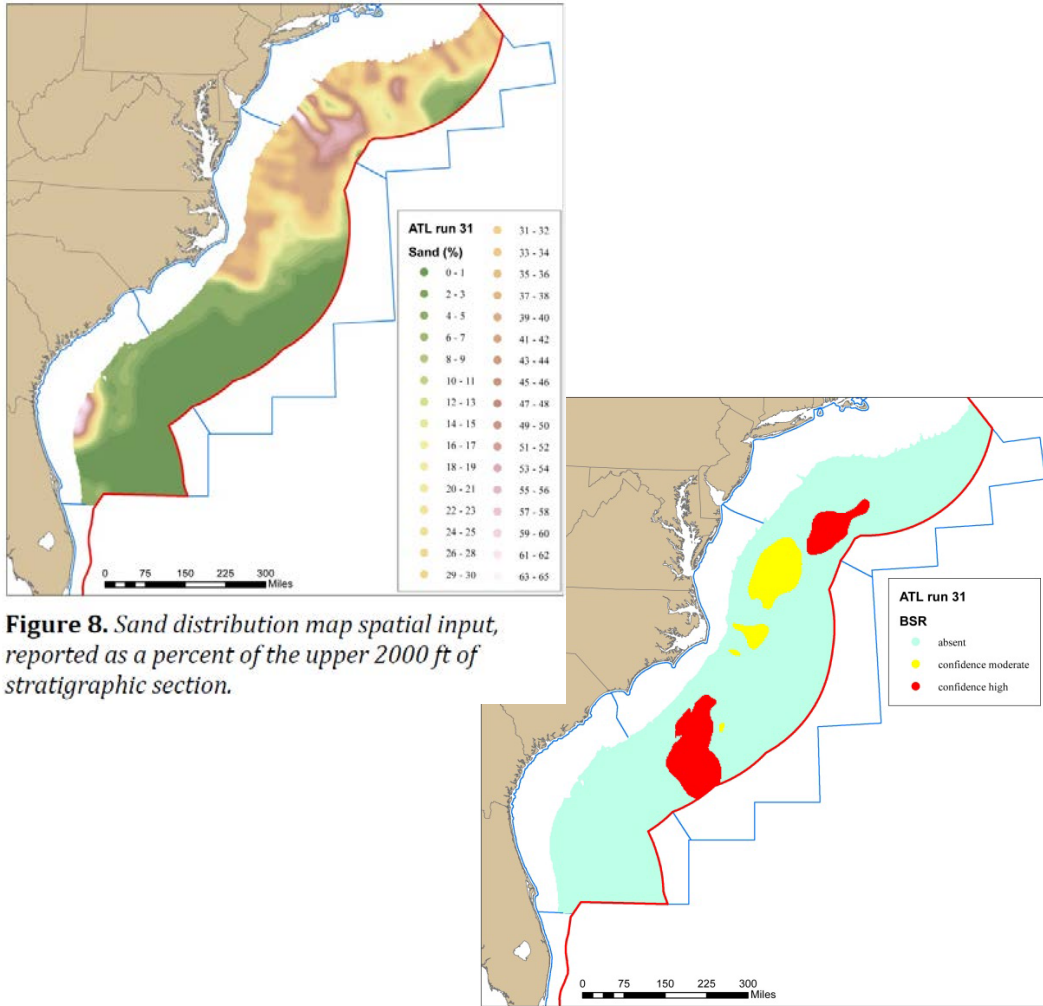 ATL run 31
Sand (%)
0 - 1
2 - 3
4 - 5
6 - 7
8 - 9
10 - 11
12 - 13
14 - 15
16 - 17
18 - 19
20 - 21
22 - 23
24 - 25
26 - 28
29 - 30
31 - 32
33 - 34
35 - 36
37 - 38
39 - 40
41 - 42
43 - 44
45 - 46
47 - 48
49 - 50
51 - 52
53 - 54
55 - 56
57 - 58
59 - 60
61 - 62
63 - 65
0 75 150 225 300
Miles
Figure 8. Sand distribution map spatial input,
reported as a percent of the upper 2000 ft of
stratigraphic section.
ATL run 31
BSR
absent
confidence moderate
confidence high
0 75 150 225 300
Miles